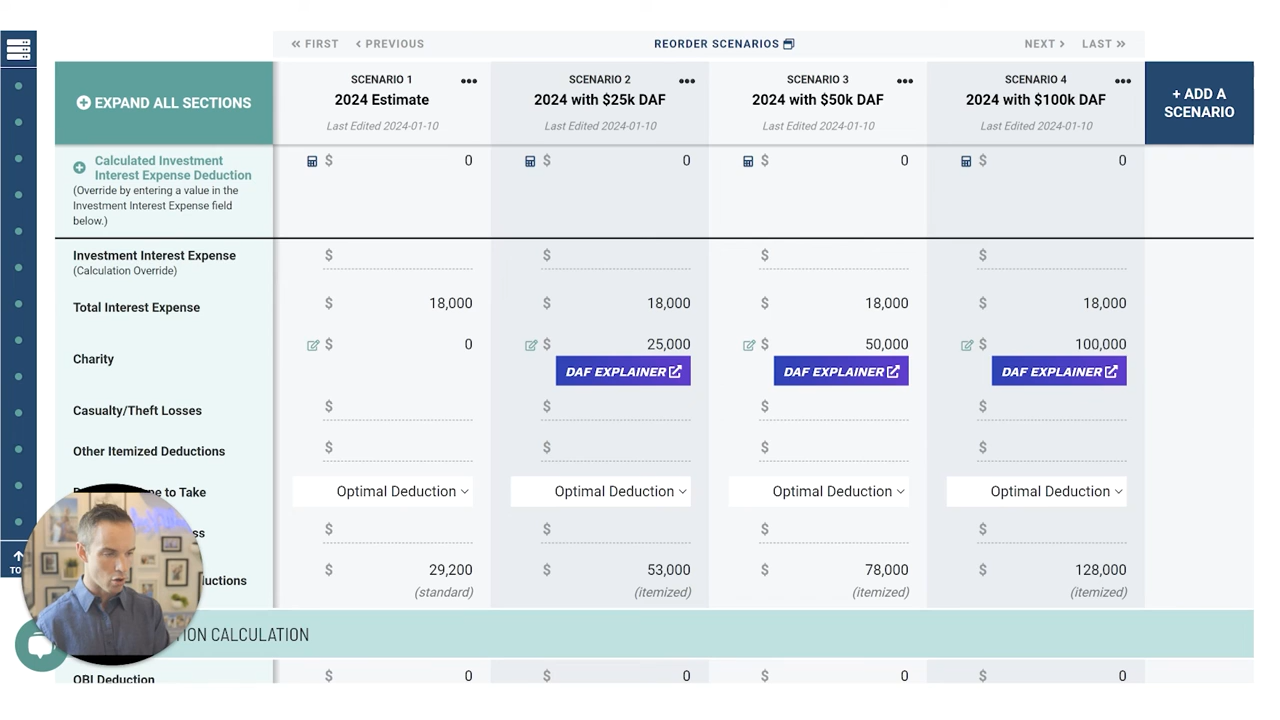 FIRST PREVIOUS REORDER SCENARIOS NEXT LAST
EXPAND ALL SECTIONS
SCENARIO 1 SCENARIO 2 SCENARIO 3 SCENARIO 4
2024 Estimate 2024 with $25k DAF 2024 with $50k DAF 2024 with $100k DAF
Last Edited 2024-01-10 Last Edited 2024-01-10 Last Edited 2024-01-10 Last Edited 2024-01-10
+ ADD A
SCENARIO
Calculated Investment $ 0 $ 0 $ 0 $ 0
Interest Expense Deduction
(Override by entering a value in the
Investment Interest Expense field
below.)
Investment Interest Expense $ $ $ $
(Calculation Override)
Total Interest Expense $ 18,000 $ 18,000 $ 18,000 $ 18,000
Charity $ 0 $ 25,000 $ 50,000 $ 100,000
DAF EXPLAINER DAF EXPLAINER DAF EXPLAINER
Casualty/Theft Losses $ $ $ $
Other Itemized Deductions $ $ $ $
to Take Optimal Deduction Optimal Deduction Optimal Deduction Optimal Deduction
$ $ $ $
$ 29,200 $ 53,000 $ 78,000 $ 128,000
(standard) (itemized) (itemized) (itemized)
CALCULATION
QBI Deduction $ 0 $ 0 $ 0 $ 0